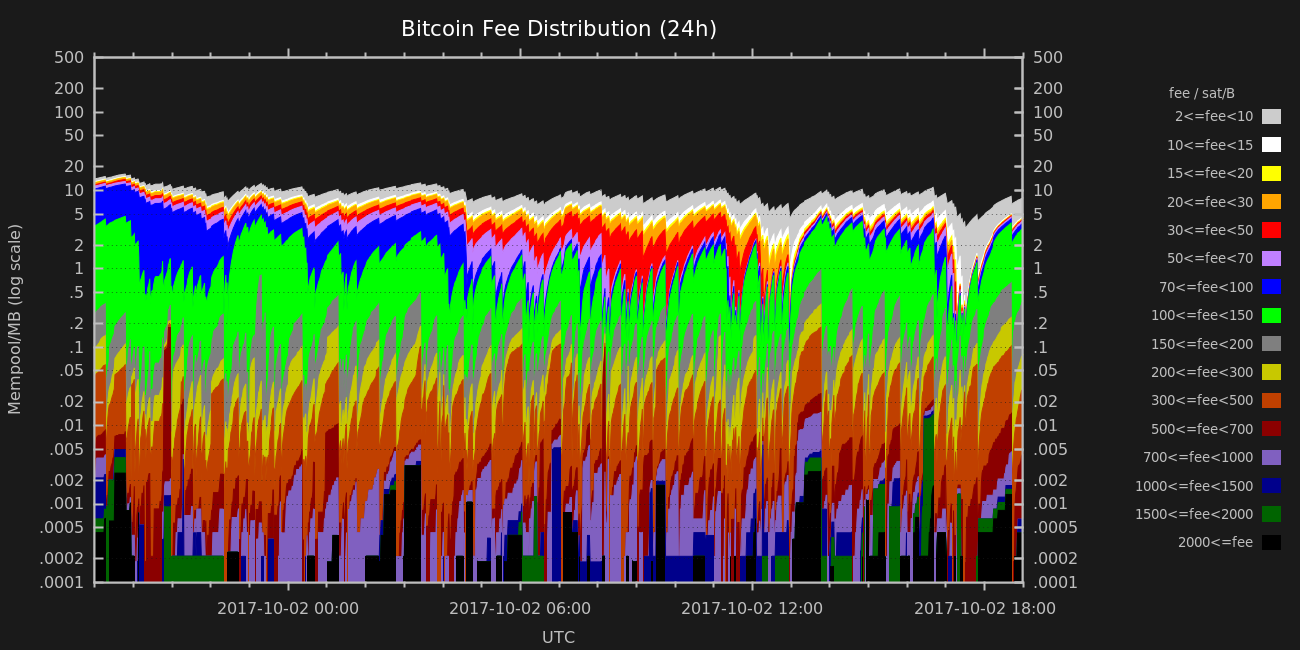 Bitcoin Fee Distribution (24h)
500
200
100
50
20
10
5
2
1
.5
.2
.1
.05
.02
.01
.005
.002
.001
.0005
.0002
.0001
Mempool/MB (log scale)
500
200
100
50
20
10
5
2
1
.5
.2
.1
.05
.02
.01
.005
.002
.001
.0005
.0002
.0001
fee / sat/B
2<=fee<10
10<=fee<15
15<=fee<20
20<=fee<30
30<=fee<50
50<=fee<70
70<=fee<100
100<=fee<150
150<=fee<200
200<=fee<300
300<=fee<500
500<=fee<700
700<=fee<1000
1000<=fee<1500
1500<=fee<2000
2000<=fee
2017-10-02 00:00
2017-10-02 06:00
2017-10-02 12:00
2017-10-02 18:00
UTC